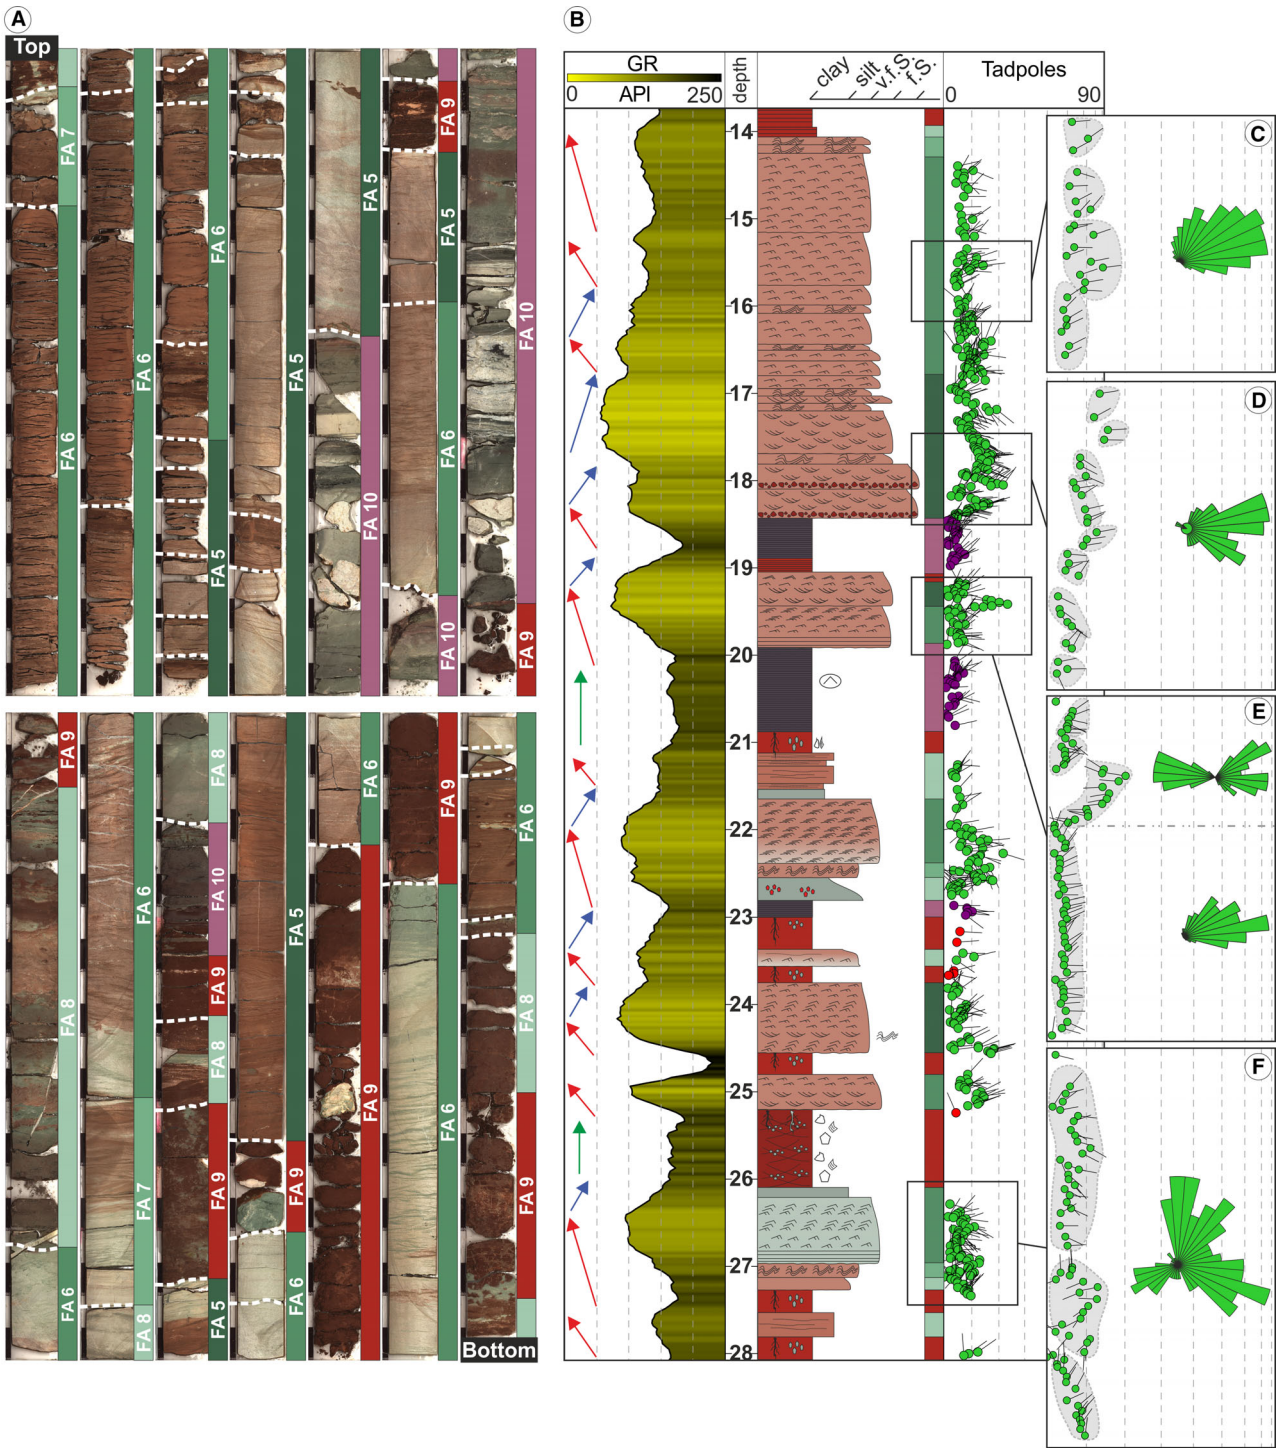 A
Top
FA 7
FA 6
FA 6
FA 6
FA 5
FA 5
FA 5
FA 10
FA 9
FA 5
FA 6
FA 10
FA 10
FA 9
FA 9
FA 8
FA 6
FA 6
FA 7
FA 8
FA 8
FA 10
FA 9
FA 8
FA 9
FA 5
FA 5
FA 9
FA 6
FA 6
FA 9
FA 9
FA 6
FA 6
FA 8
FA 9
Bottom
B
GR
0 API 250
depth
clay silt v.f.S. f.S.
Tadpoles
0 90
14
15
16
17
18
19
20
21
22
23
24
25
26
27
28
C
D
E
F